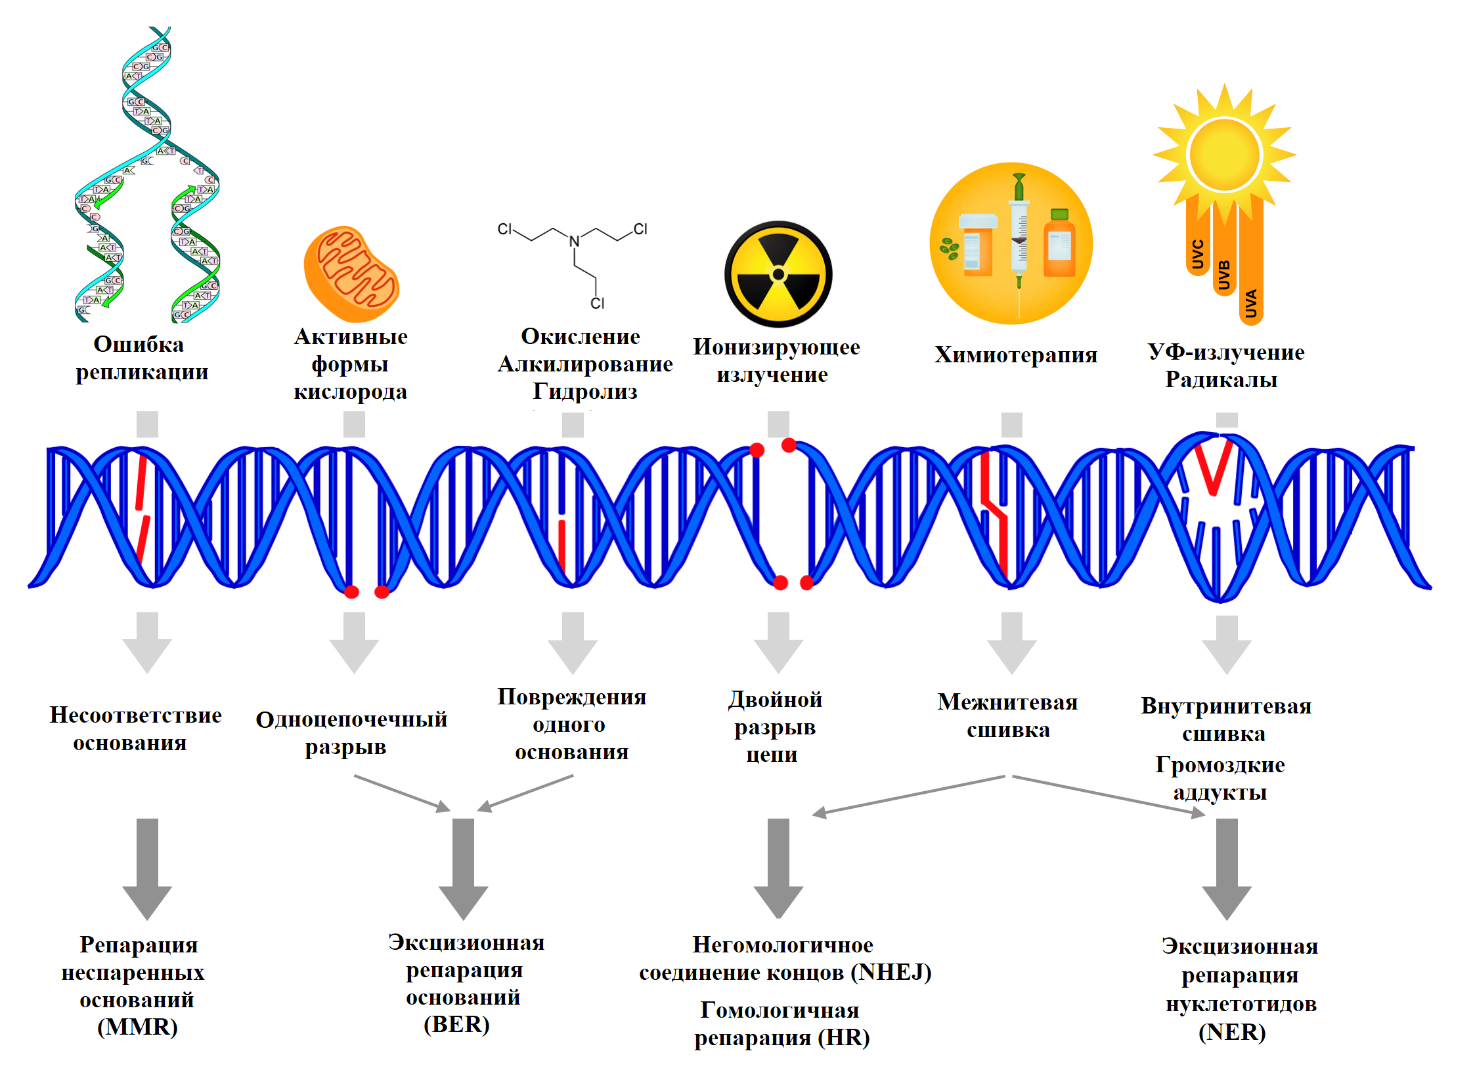 Cl
Cl
N
Cl
UVC
UVB
UVA
Ошибка
репликации
Активные
формы
кислорода
Окисление
Алкилирование
Гидролиз
Ионизирующее
излучение
Химиотерапия
УФ-излучение
Радикалы
Несоответствие
основания
Одноцепочечный
разрыв
Повреждения
одного
основания
Двойной
разрыв
цепи
Межнитевая
сшивка
Внутринитевая
сшивка
Громоздкие
аддукты
Репарация
неспаренных
оснований
(MMR)
Эксцизионная
репарация
оснований
(BER)
Негомологичное
соединение концов (NHEJ)
Гомологичная
репарация (HR)
Эксцизионная
репарация
нуклетотидов
(NER)